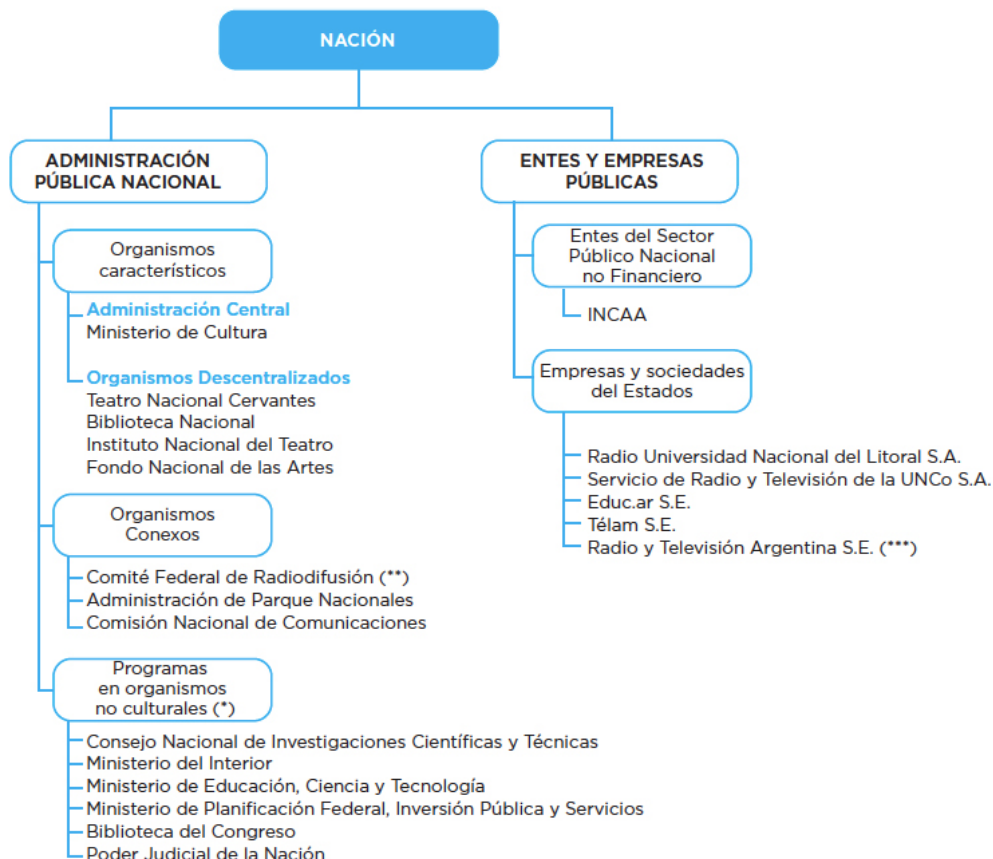 NACIÓN
ADMINISTRACIÓN
PÚBLICA NACIONAL
Organismos
característicos
Administración Central
Ministerio de Cultura
Organismos Descentralizados
Teatro Nacional Cervantes
Biblioteca Nacional
Instituto Nacional del Teatro
Fondo Nacional de las Artes
Organismos
Conexos
Comité Federal de Radiodifusión (**)
Administración de Parque Nacionales
Comisión Nacional de Comunicaciones
Programas
en organismos
no culturales (*)
Consejo Nacional de Investigaciones Científicas y Técnicas
Ministerio del Interior
Ministerio de Educación, Ciencia y Tecnología
Ministerio de Planificación Federal, Inversión Pública y Servicios
Biblioteca del Congreso
Poder Judicial de la Nación
ENTES Y EMPRESAS
PÚBLICAS
Entes del Sector
Público Nacional
no Financiero
INCAA
Empresas y sociedades
del Estados
Radio Universidad Nacional del Litoral S.A.
Servicio de Radio y Televisión de la UNCo S.A.
Educ.ar S.E.
Télam S.E.
Radio y Televisión Argentina S.E. (***)